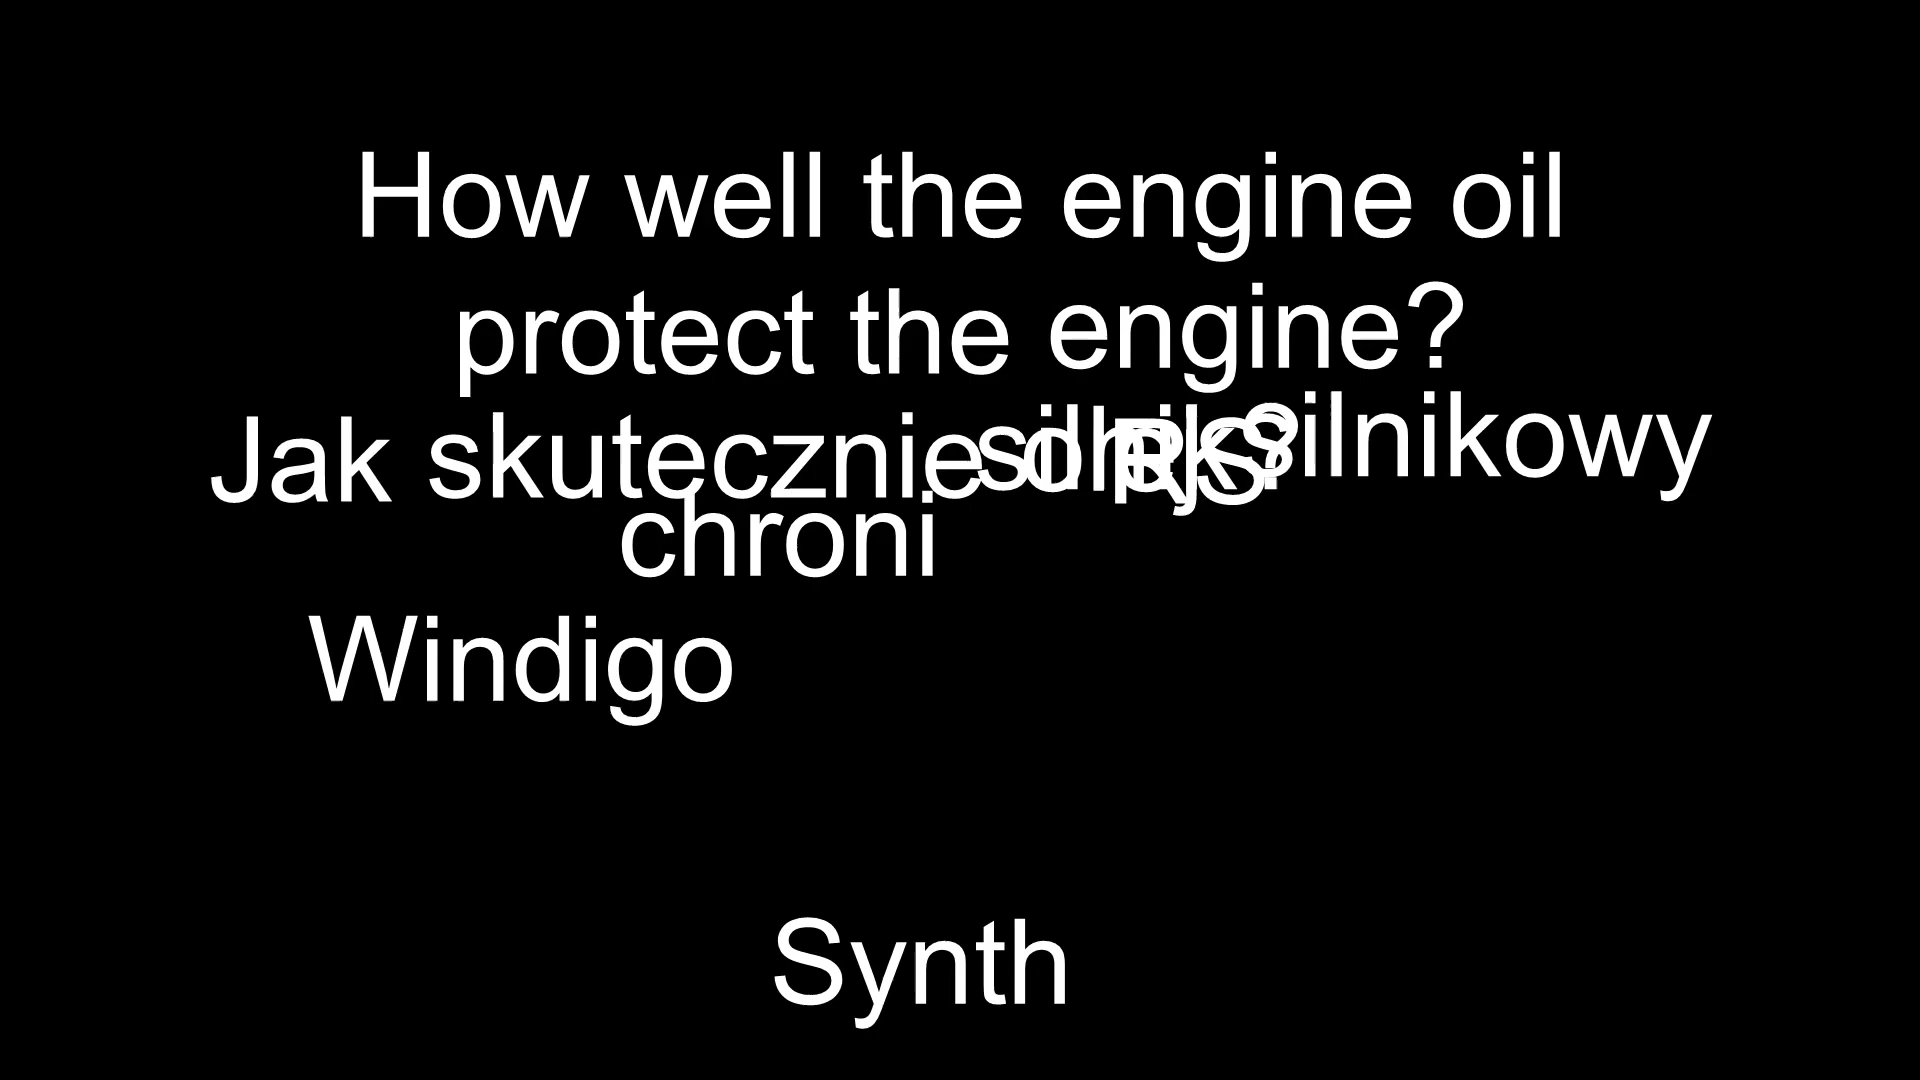 How well the engine oil
protect the engine?
Jak skutecznie olej silnikowy
chroni silnik?
Windigo
RS
Synth